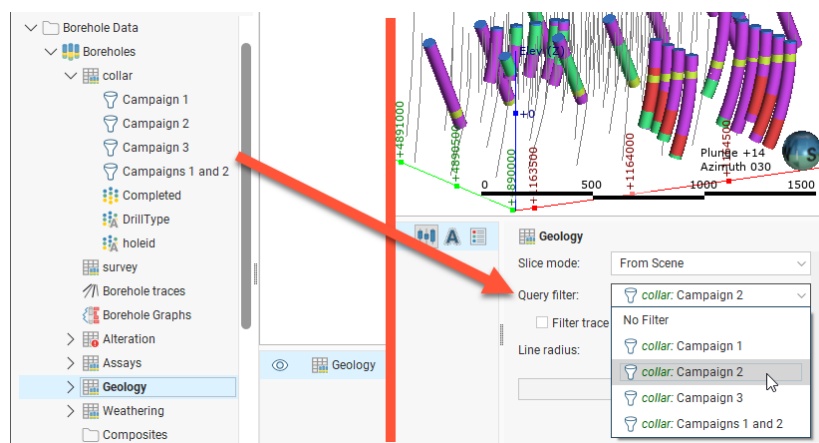 Borehole Data
Boreholes
collar
Campaign 1
Campaign 2
Campaign 3
Campaigns 1 and 2
Completed
DrillType
holeid
survey
Borehole traces
Borehole Graphs
Alteration
Assays
Geology
Weathering
Composites
Geology
Elev (Z)
+0
+4891000
+4890500
+1163500
+1164000
Plunge +14
Azimuth 030
0 500 1000 1500
A
Geology
Slice mode: From Scene
Query filter: collar: Campaign 2
Filter trace
Line radius:
No Filter
collar: Campaign 1
collar: Campaign 2
collar: Campaign 3
collar: Campaigns 1 and 2